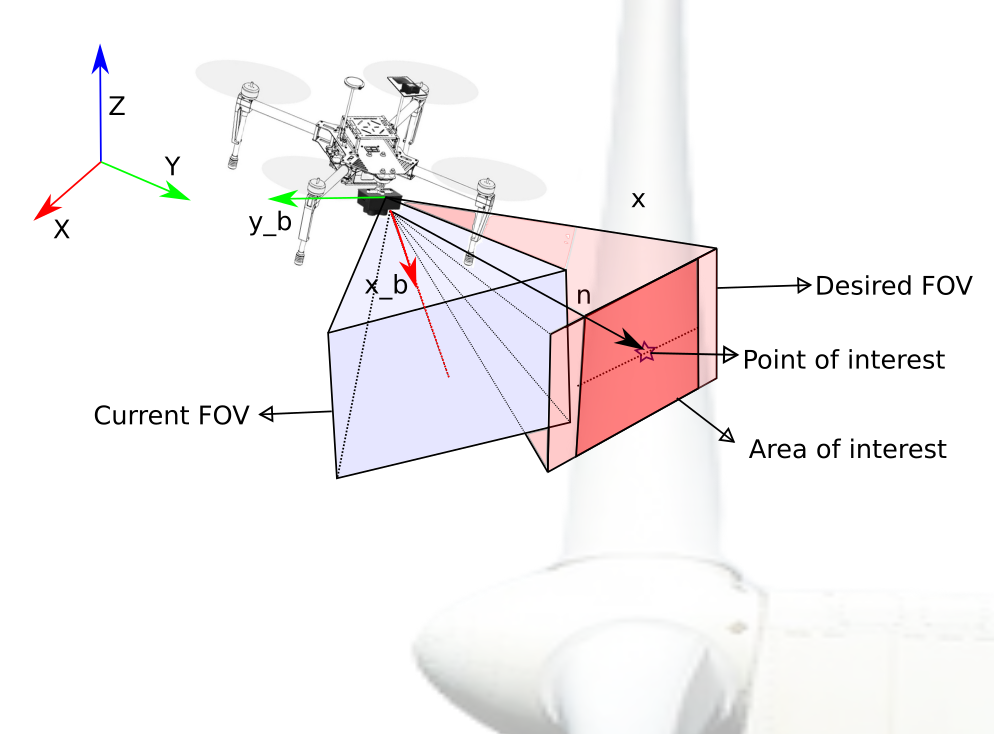 Z
Y
X
x
y_b
x_b
n
Desired FOV
Point of interest
Current FOV
Area of interest